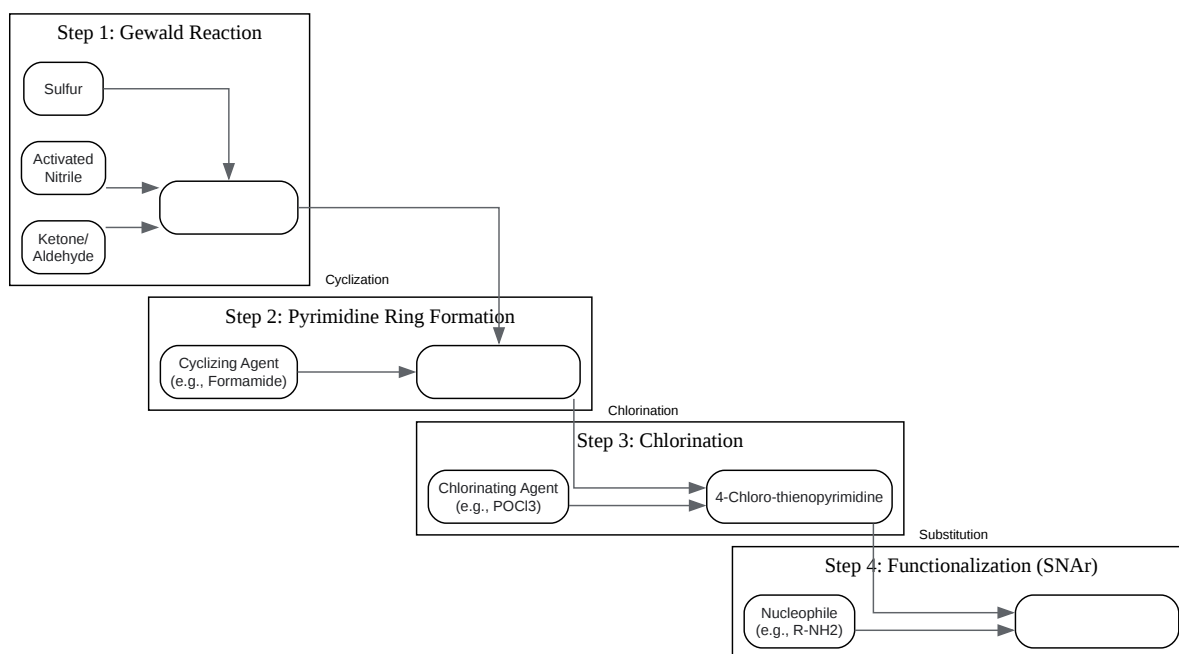 Step 1: Gewald Reaction
Sulfur
Activated
Nitrile
Ketone/
Aldehyde
Cyclization
Step 2: Pyrimidine Ring Formation
Cyclizing Agent
(e.g., Formamide)
Chlorination
Step 3: Chlorination
Chlorinating Agent
(e.g., POCl3)
4-Chloro-thienopyrimidine
Substitution
Step 4: Functionalization (SNAr)
Nucleophile
(e.g., R-NH2)